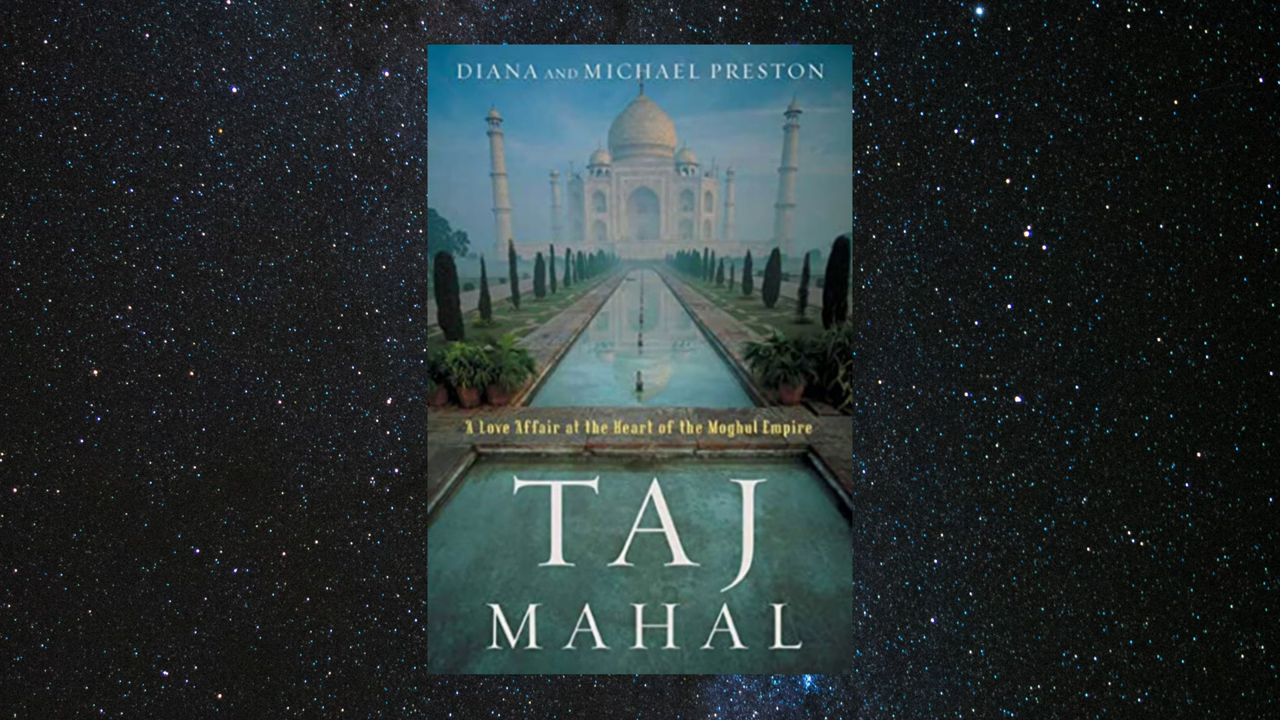 DIANA AND MICHAEL PRESTON
A Love Affair at the Heart of the Moghul Empire
TAJ
MAHAL